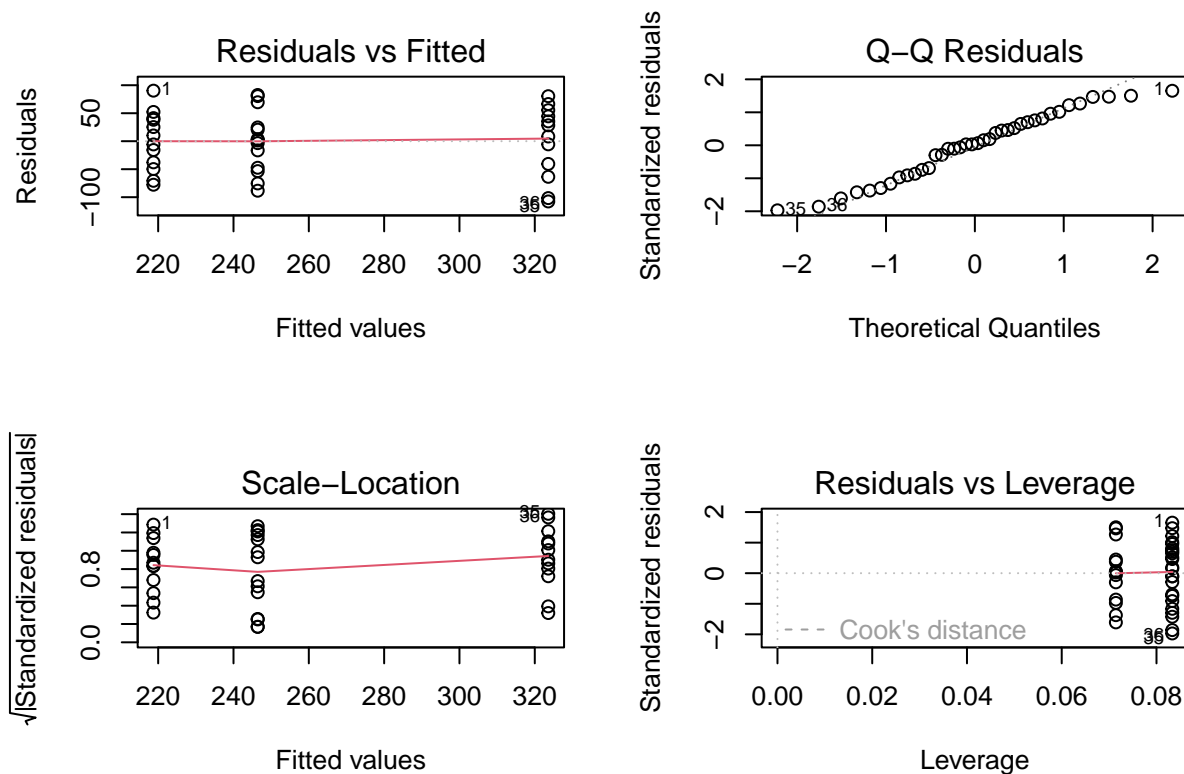 Residuals vs Fitted
Residuals
50
−100
1
36
35
220 240 260 280 300 320
Fitted values
Q−Q Residuals
Standardized residuals
2
0
−2
1
35
36
−2 −1 0 1 2
Theoretical Quantiles
Scale−Location
√|Standardized residuals|
0.8
0.0
1
35
36
220 240 260 280 300 320
Fitted values
Residuals vs Leverage
Standardized residuals
2
0
−2
1
36
35
Cook's distance
0.00 0.02 0.04 0.06 0.08
Leverage